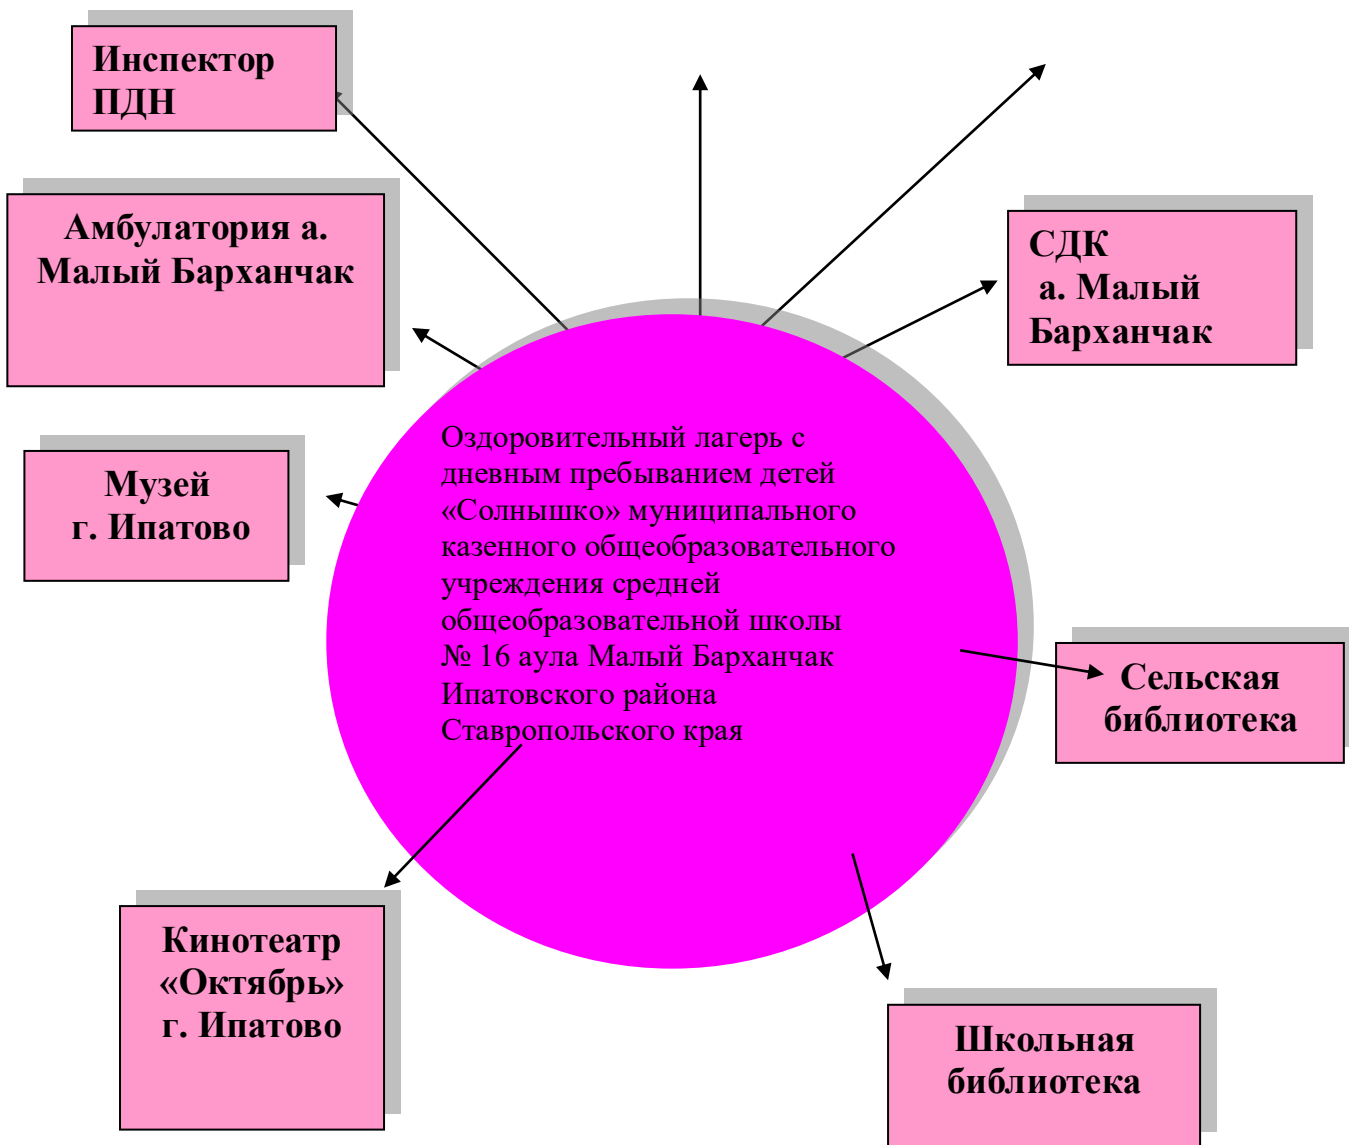 Инспектор
ПДН
Амбулатория а.
Малый Барханчак
СДК
а. Малый
Барханчак
Музей
г. Ипатово
Оздоровительный лагерь с
дневным пребыванием детей
«Солнышко» муниципального
казенного общеобразовательного
учреждения средней
общеобразовательной школы
№ 16 аула Малый Барханчак
Ипатовского района
Ставропольского края
Сельская
библиотека
Кинотеатр
«Октябрь»
г. Ипатово
Школьная
библиотека